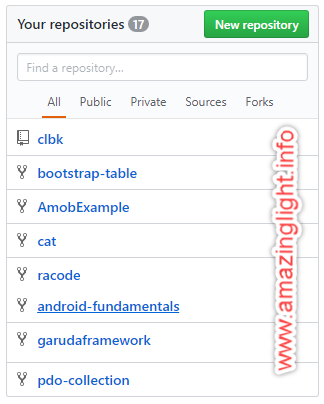 Your repositories 17 New repository
Find a repository...
All Public Private Sources Forks
clbk
bootstrap-table
AmobExample
cat
racode
android-fundamentals
garudaframework
pdo-collection
www.amazinglight.info